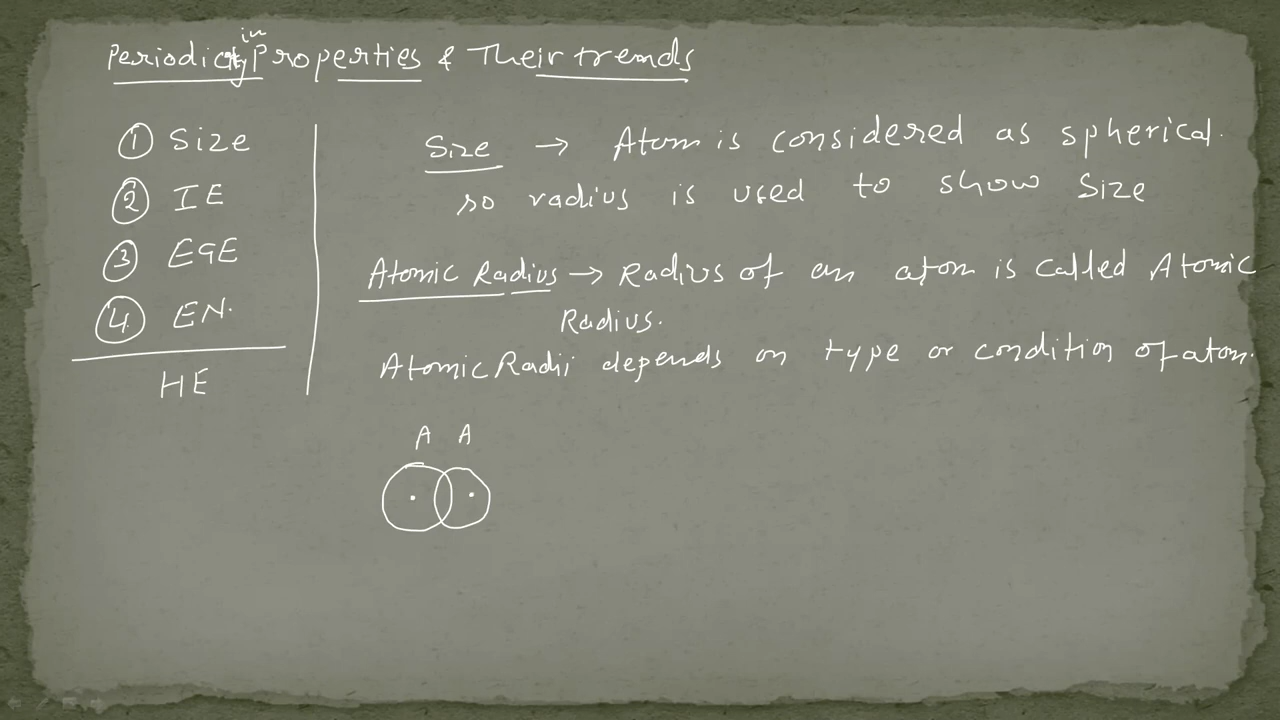 Periodicity in Properties & Their trends
① Size
② IE
③ EGE
④ EN.
HE
Size → Atom is considered as spherical.
so radius is used to show Size
Atomic Radius → Radius of an atom is called Atomic
Radius.
Atomic Radii depends on type or condition of atom.
A A